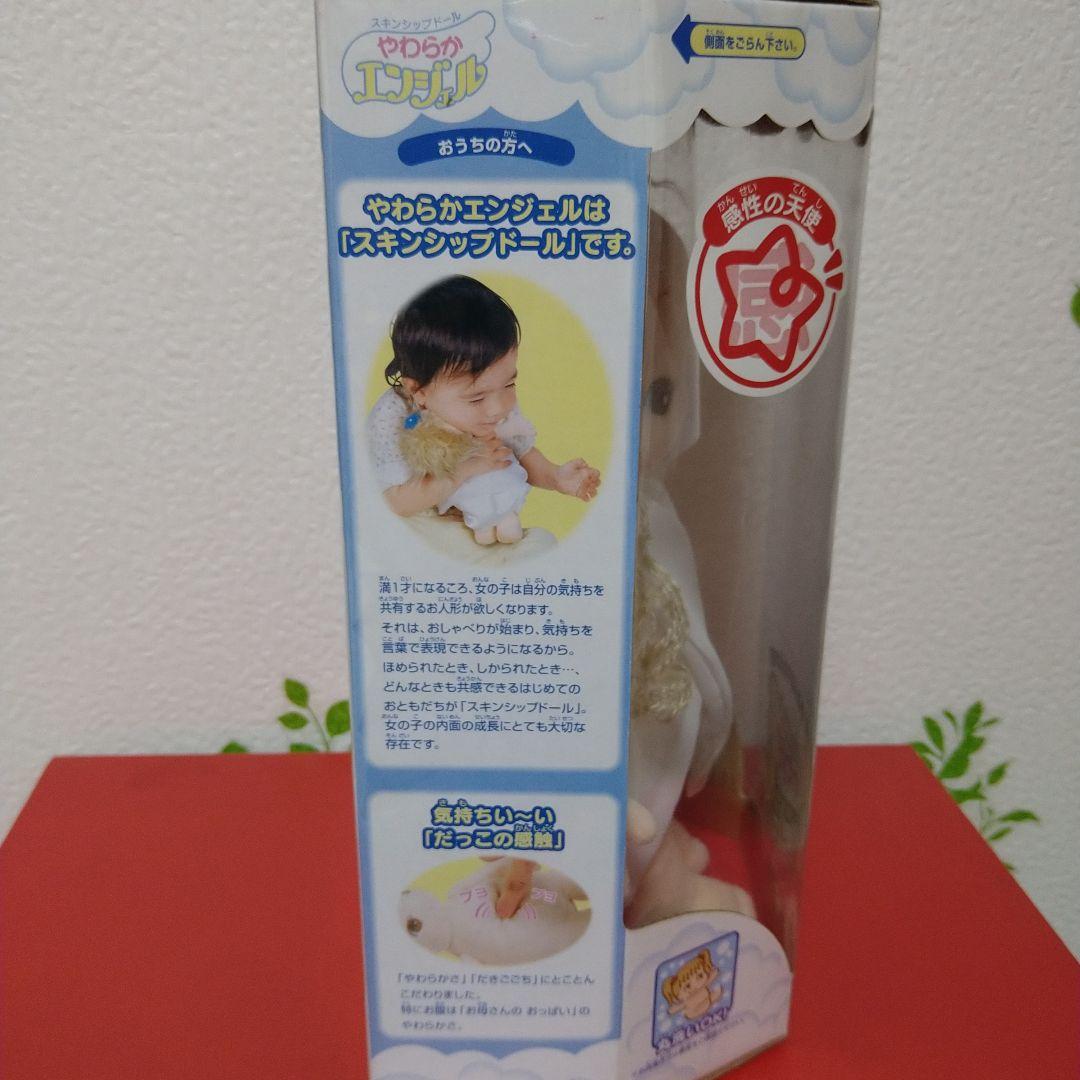 スキンシップドール
やわらか
エンジェル
側面をごらん下さい。
おうちの方へ
やわらかエンジェルは
「スキンシップドール」です。
感性の天使
感
満1才になるころ、女の子は自分の気持ちを
共有するお人形が欲しくなります。
それは、おしゃべりが始まり、気持ちを
言葉で表現できるようになるから。
ほめられたとき、しかられたとき…、
どんなときも共感できるはじめての
おともだちが「スキンシップドール」。
女の子の内面の成長にとても大切な
存在です。
気持ちい〜い
「だっこの感触」
プヨ プヨ
「やわらかさ」「だきごごち」にとことん
こだわりました。
特にお腹は「お母さんの おっぱい」の
やわらかさ。
丸洗いOK!